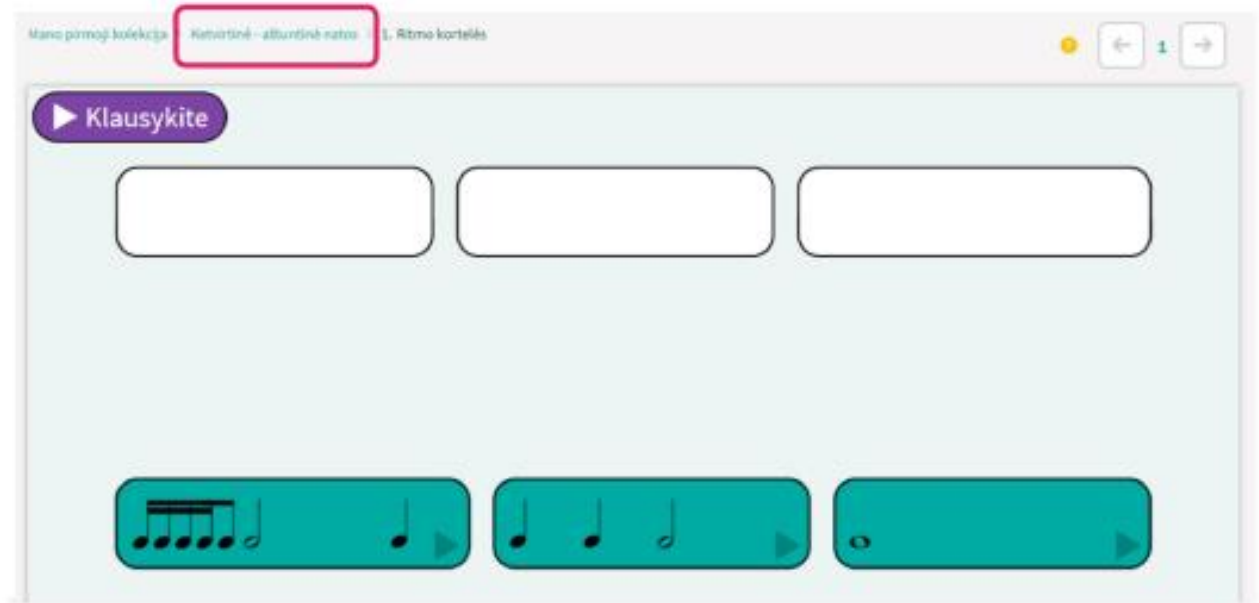 Mano pirmoji kolekcija Ketvirtinė - aštuntinė natos 1. Ritmo kortelės
1
Klausykite